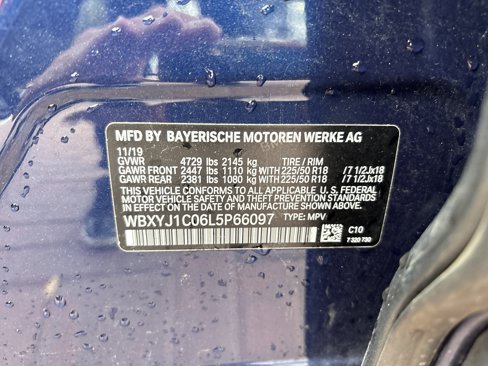 MFD BY BAYERISCHE MOTOREN WERKE AG
11/19
GVWR 4729 lbs 2145 kg TIRE / RIM
GAWR FRONT 2447 lbs 1110 kg WITH 225/50 R18 /7 1/2Jx18
GAWR REAR 2381 lbs 1080 kg WITH 225/50 R18 /7 1/2Jx18
THIS VEHICLE CONFORMS TO ALL APPLICABLE U.S. FEDERAL
MOTOR VEHICLE SAFETY STANDARDS IN EFFECT ON THE
DATE OF MANUFACTURE SHOWN ABOVE.
WBXYJ1C06L5P66097 TYPE: MPV
C10
7 320 730